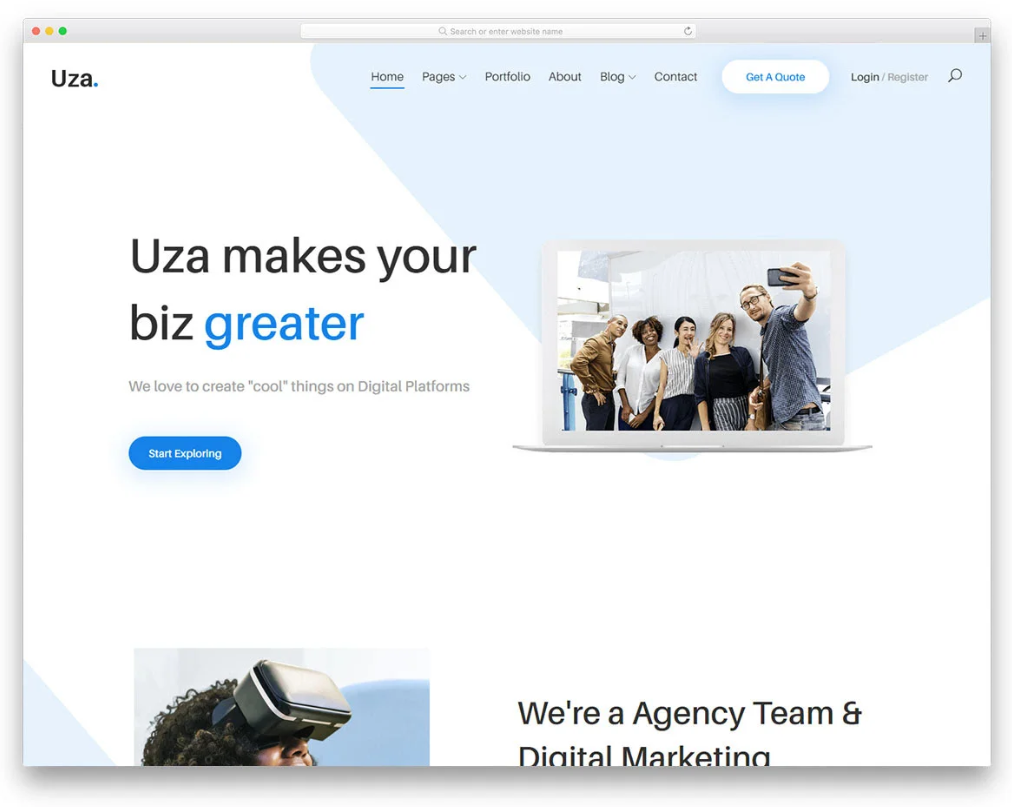 Search or enter website name
Uza.
Home Pages Portfolio About Blog Contact Get A Quote Login / Register
Uza makes your
biz greater
We love to create "cool" things on Digital Platforms
Start Exploring
We're a Agency Team &
Digital Marketing